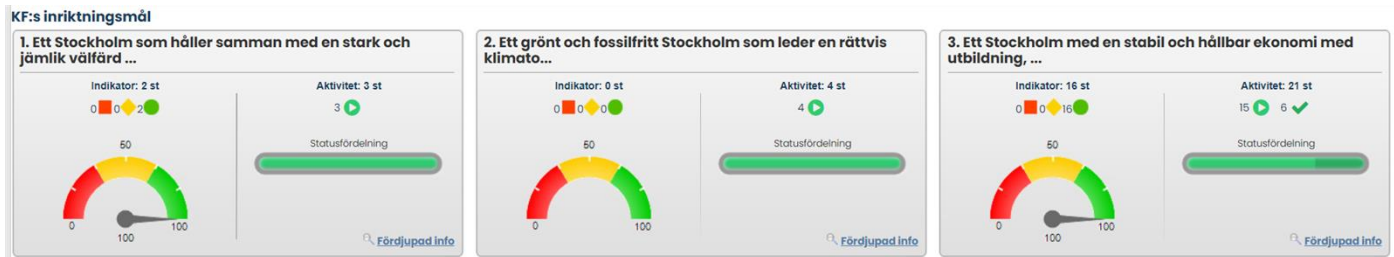 KF:s inriktningsmål
1. Ett Stockholm som håller samman med en stark och
jämlik välfärd ...
Indikator: 2 st
Aktivitet: 3 st
0 0 2
3
Statusfördelning
50
0
100
100
Fördjupad info
2. Ett grönt och fossilfritt Stockholm som leder en rättvis
klimato...
Indikator: 0 st
Aktivitet: 4 st
0 0 0
4
Statusfördelning
50
0
100
Fördjupad info
3. Ett Stockholm med en stabil och hållbar ekonomi med
utbildning, ...
Indikator: 16 st
Aktivitet: 21 st
0 0 16
15 6
Statusfördelning
50
0
100
100
Fördjupad info